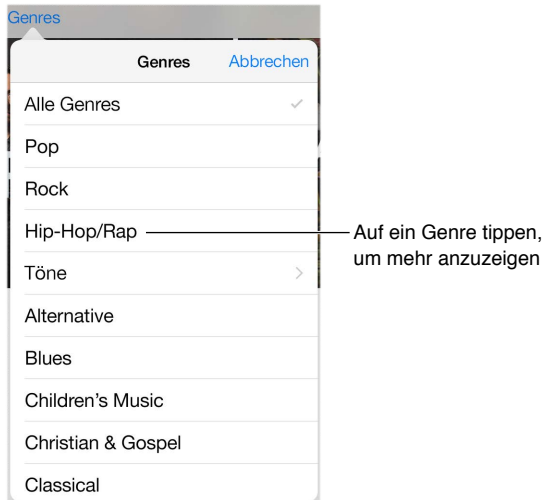 Genres
Genres Abbrechen
Alle Genres
Pop
Rock
Hip-Hop/Rap
Auf ein Genre tippen,
um mehr anzuzeigen
Töne
Alternative
Blues
Children’s Music
Christian & Gospel
Classical